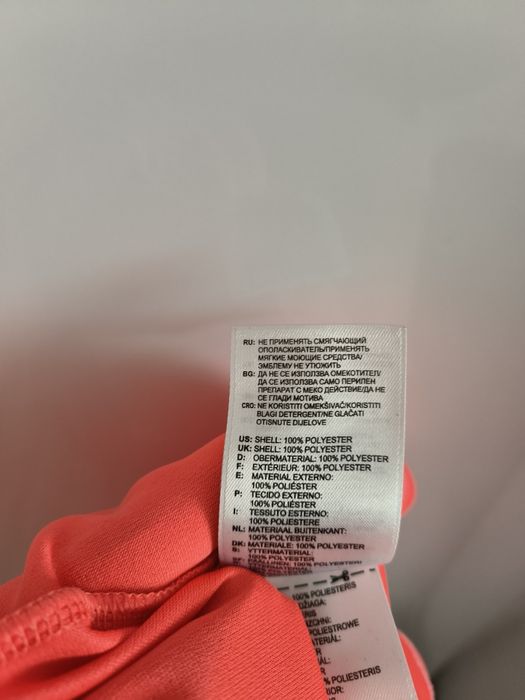 RU: НЕ ПРИМЕНЯТЬ СМЯГЧАЮЩИЙ
ОПОЛАСКИВАТЕЛЬ/ПРИМЕНЯТЬ
МЯГКИЕ МОЮЩИЕ СРЕДСТВА/
ЭМБЛЕМУ НЕ УТЮЖИТЬ
BG: ДА НЕ СЕ ИЗПОЛЗВА ОМЕКОТИТЕЛ/
ДА СЕ ИЗПОЛЗВА САМО ПЕРИЛЕН
ПРЕПАРАТ С МЕКО ДЕЙСТВИЕ/ДА НЕ
СЕ ГЛАДИ МОТИВА
CRO: NE KORISTITI OMEKŠIVAČ/KORISTITI
BLAGI DETERGENT/NE GLAČATI
OTISNUTE DIJELOVE
US: SHELL: 100% POLYESTER
UK: SHELL: 100% POLYESTER
D: OBERMATERIAL: 100% POLYESTER
F: EXTÉRIEUR: 100% POLYESTER
E: MATERIAL EXTERNO:
100% POLIÉSTER
P: TECIDO EXTERNO:
100% POLIÉSTER
I: TESSUTO ESTERNO:
100% POLIESTERE
NL: MATERIAAL BUITENKANT:
100% POLYESTER
DK: MATERIALE: 100% POLYESTER
S: YTTERMATERIAL:
100% POLYESTER
100% POLYESTER
100% POLIESTERIS
% POLIESTERIS